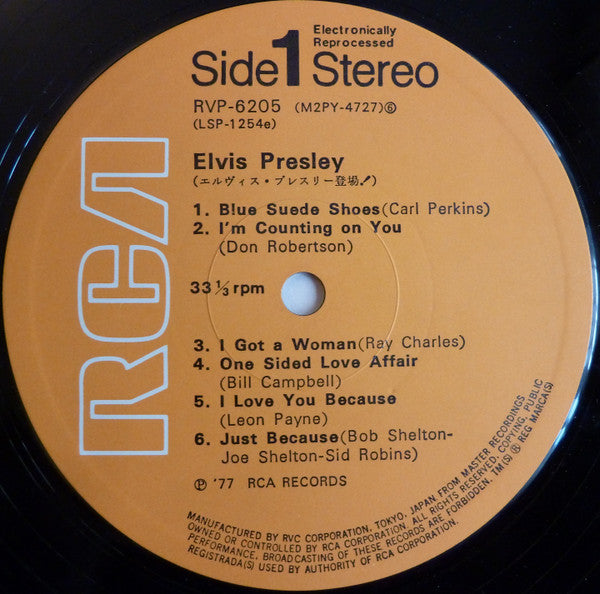 Electronically
Reprocessed
Side 1 Stereo
RVP-6205 (M2PY-4727)⑥
(LSP-1254e)
RCA
Elvis Presley
(エルヴィス・プレスリー登場!)
1. Blue Suede Shoes(Carl Perkins)
2. I'm Counting on You
(Don Robertson)
33 ⅓ rpm
3. I Got a Woman(Ray Charles)
4. One Sided Love Affair
(Bill Campbell)
5. I Love You Because
(Leon Payne)
6. Just Because(Bob Shelton-
Joe Shelton-Sid Robins)
Ⓟ '77 RCA RECORDS
MANUFACTURED BY RVC CORPORATION, TOKYO, JAPAN, FROM MASTER RECORDINGS
OWNED OR CONTROLLED BY RCA CORPORATION. ALL RIGHTS RESERVED. COPYING, PUBLIC
PERFORMANCE, BROADCASTING OF THESE RECORDS ARE FORBIDDEN. TM(S) ® REG MARCA(S)
REGISTRADA(S) USED BY AUTHORITY OF RCA CORPORATION.